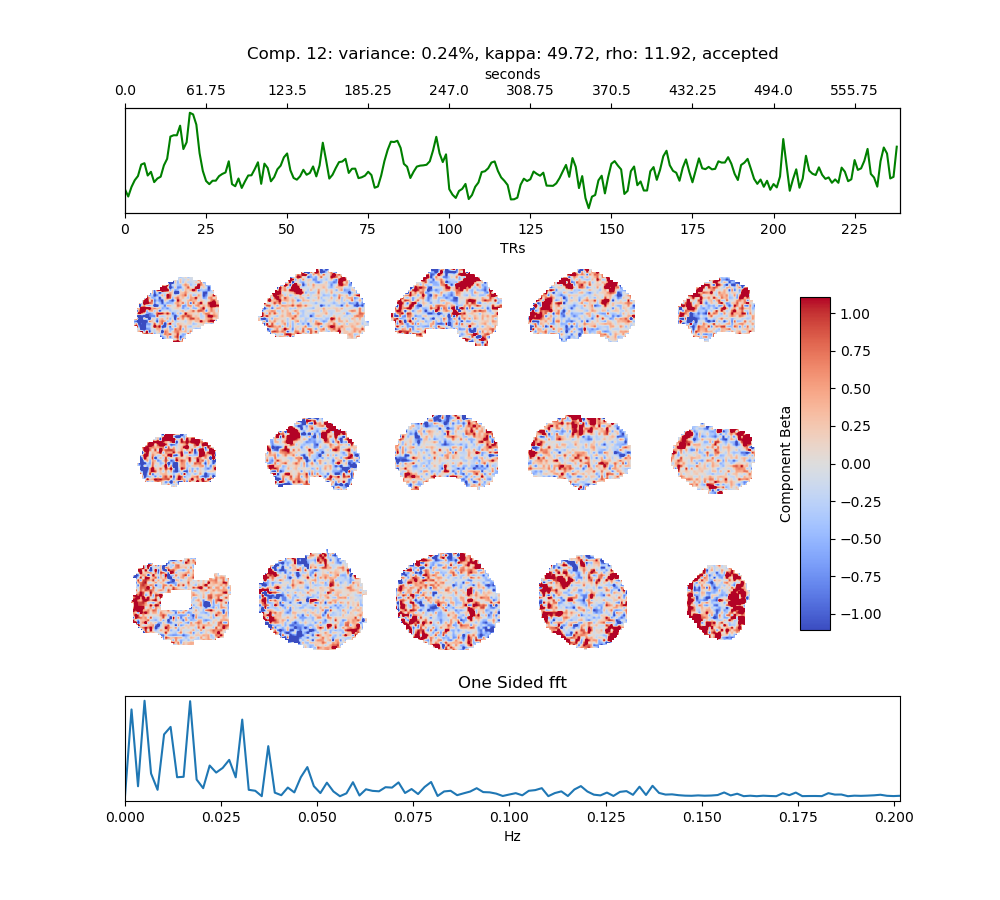 Comp. 12: variance: 0.24%, kappa: 49.72, rho: 11.92, accepted
seconds
0.0 61.75 123.5 185.25 247.0 308.75 370.5 432.25 494.0 555.75
0 25 50 75 100 125 150 175 200 225
TRs
Component Beta
1.00
0.75
0.50
0.25
0.00
−0.25
−0.50
−0.75
−1.00
One Sided fft
0.000 0.025 0.050 0.075 0.100 0.125 0.150 0.175 0.200
Hz